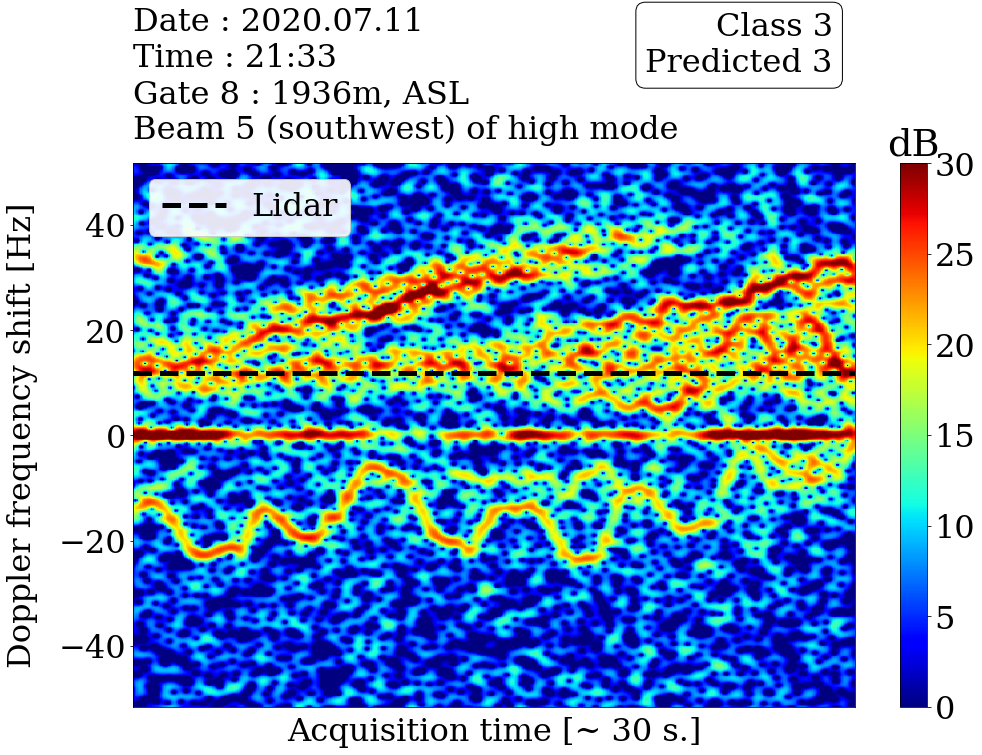 Date : 2020.07.11
Time : 21:33
Gate 8 : 1936m, ASL
Beam 5 (southwest) of high mode
Class 3
Predicted 3
dB
Lidar
Doppler frequency shift [Hz]
40
20
0
−20
−40
30
25
20
15
10
5
0
Acquisition time [~ 30 s.]